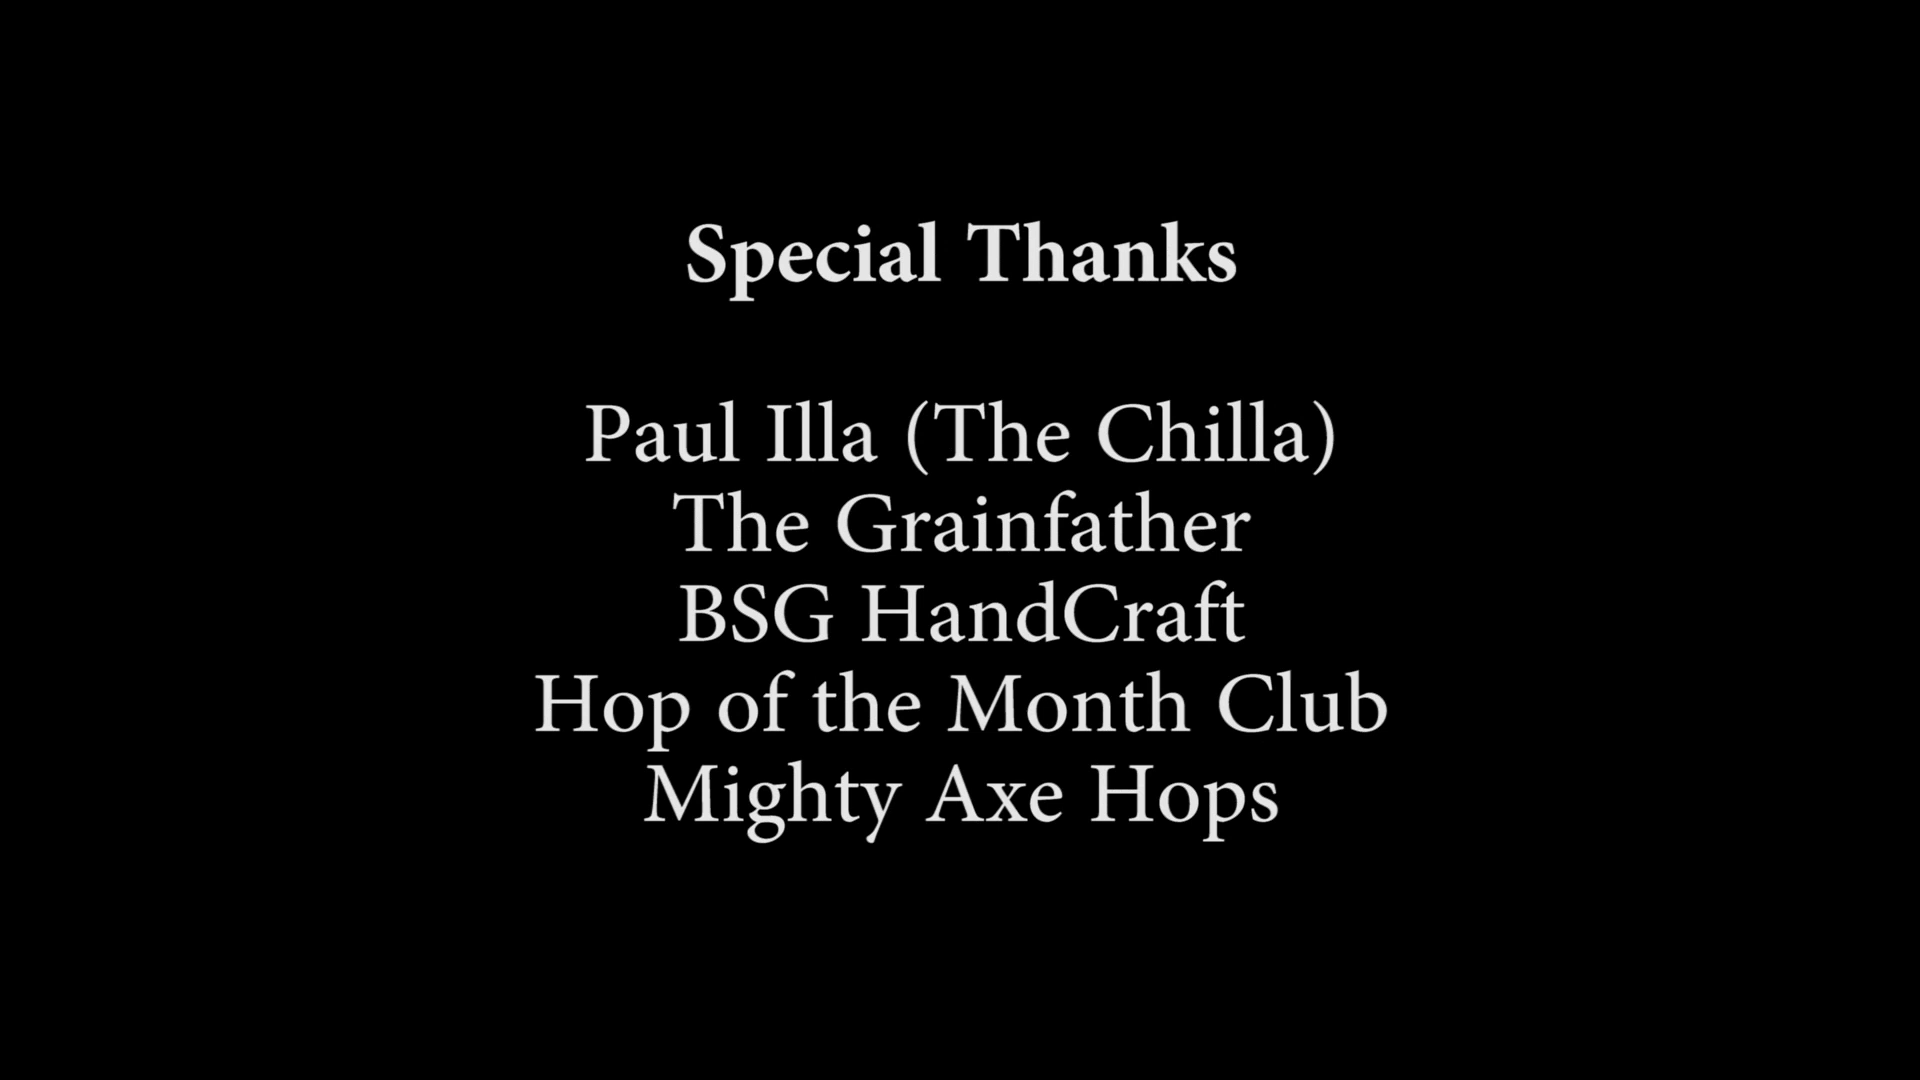 Special Thanks
Paul Illa (The Chilla)
The Grainfather
BSG HandCraft
Hop of the Month Club
Mighty Axe Hops